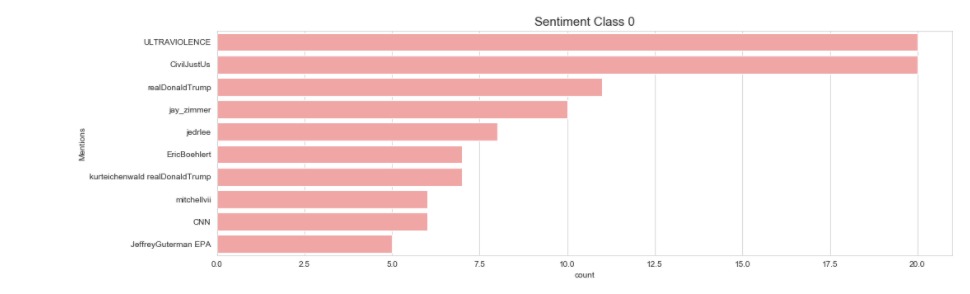 Sentiment Class 0
Mentions
ULTRAVIOLENCE
CivilJustUs
realDonaldTrump
jay_zimmer
jedrlee
EricBoehlert
kurteichenwald realDonaldTrump
mitchellvii
CNN
JeffreyGuterman EPA
0.0 2.5 5.0 7.5 10.0 12.5 15.0 17.5 20.0
count